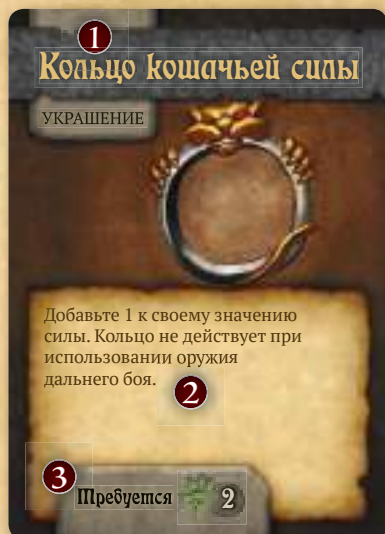 1
Кольцо кошачьей силы
УКРАШЕНИЕ
Добавьте 1 к своему значению
силы. Кольцо не действует при
использовании оружия
дальнего боя.
2
3
Требуется 2